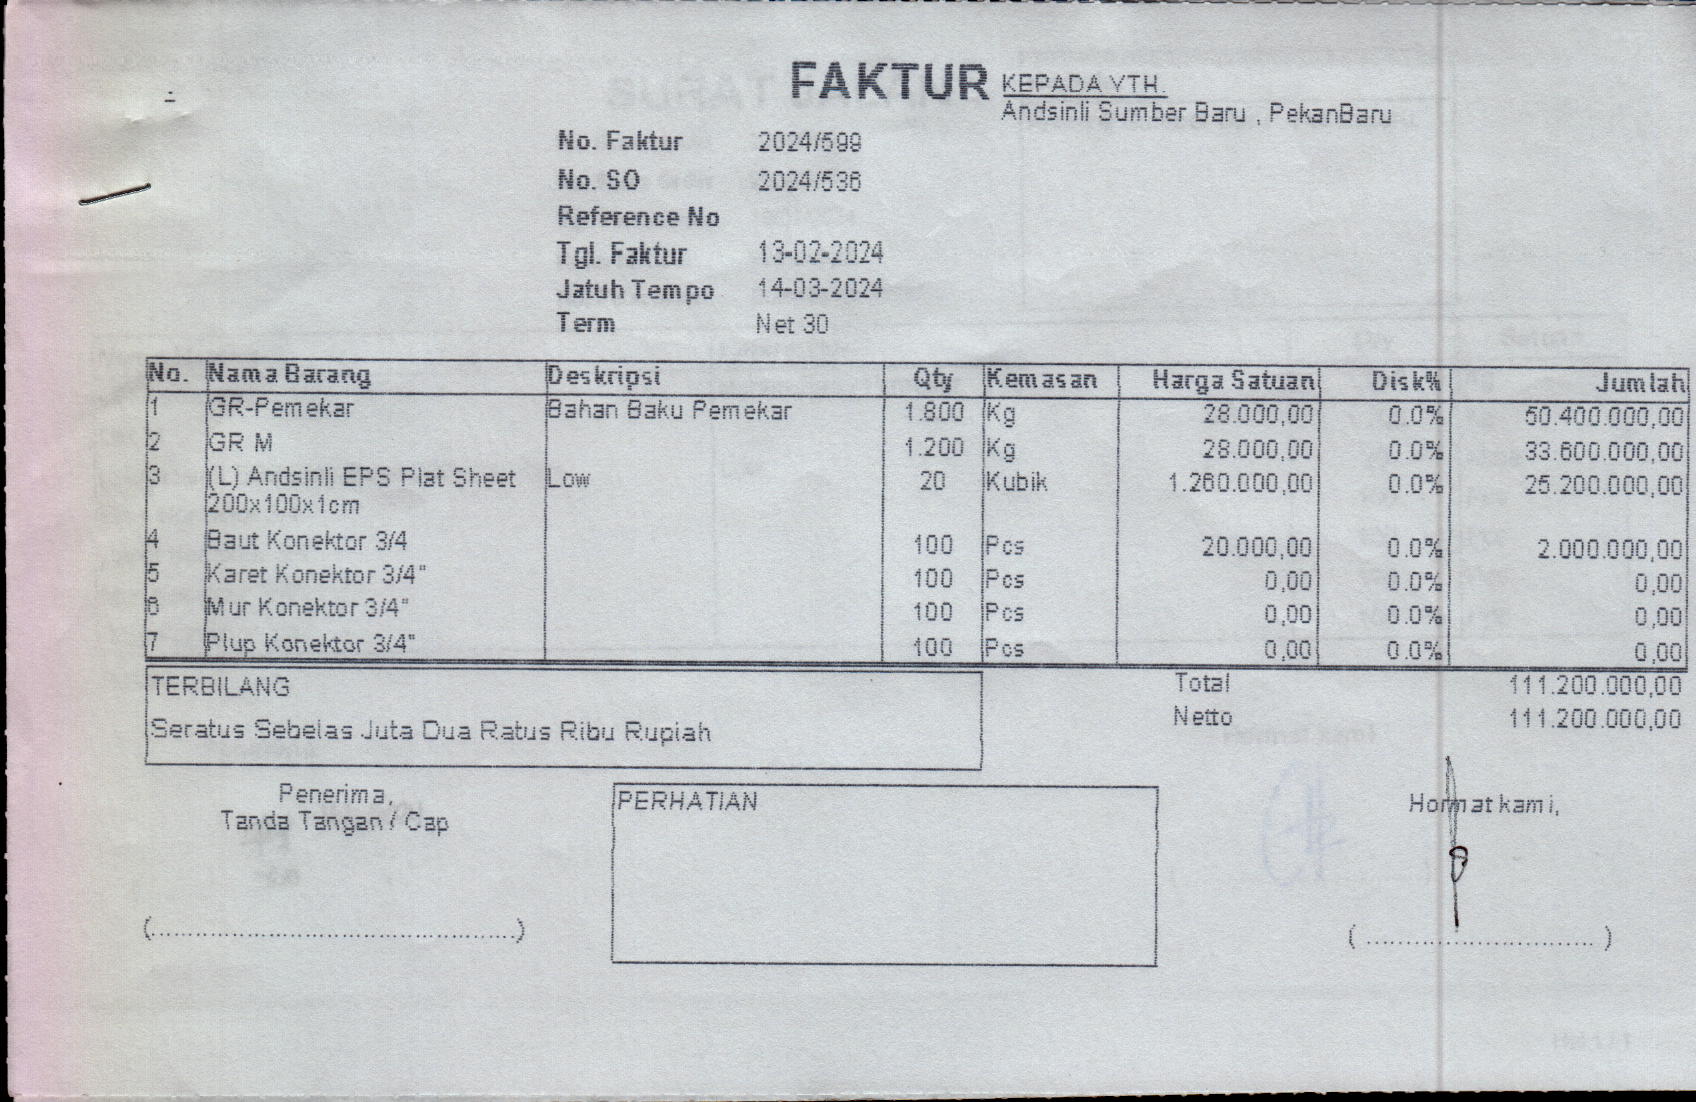 FAKTUR
KEPADA YTH.
Andsinli Sumber Baru , PekanBaru
No. Faktur 2024/599
No. SO 2024/536
Reference No
Tgl. Faktur 13-02-2024
Jatuh Tempo 14-03-2024
Term Net 30
No. Nama Barang Deskripsi Qty Kemasan Harga Satuan Disk% Jumlah
1 GR-Pemekar Bahan Baku Pemekar 1.800 Kg 28.000,00 0.0% 50.400.000,00
2 GR M 1.200 Kg 28.000,00 0.0% 33.600.000,00
3 (L) Andsinli EPS Plat Sheet Low 20 Kubik 1.260.000,00 0.0% 25.200.000,00
200x100x1cm
4 Baut Konektor 3/4 100 Pcs 20.000,00 0.0% 2.000.000,00
5 Karet Konektor 3/4" 100 Pcs 0,00 0.0% 0,00
6 Mur Konektor 3/4" 100 Pcs 0,00 0.0% 0,00
7 Plup Konektor 3/4" 100 Pcs 0,00 0.0% 0,00
TERBILANG
Seratus Sebelas Juta Dua Ratus Ribu Rupiah
Total 111.200.000,00
Netto 111.200.000,00
Penerima,
Tanda Tangan / Cap
(................................................)
PERHATIAN
Hormat kami,
( .............................. )